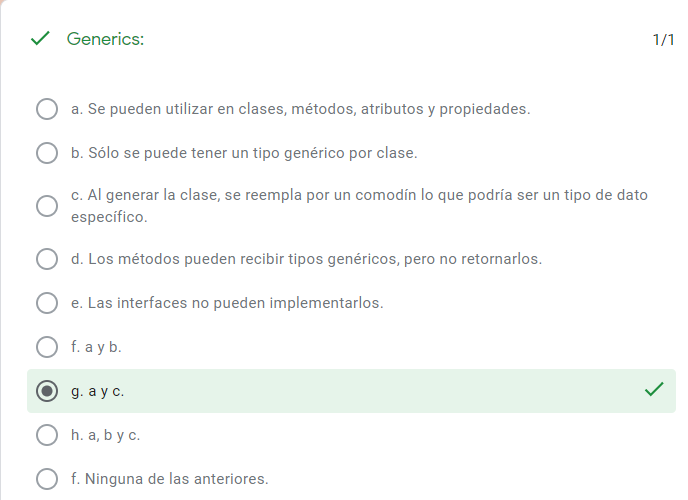 Generics:
1/1
a. Se pueden utilizar en clases, métodos, atributos y propiedades.
b. Sólo se puede tener un tipo genérico por clase.
c. Al generar la clase, se reempla por un comodín lo que podría ser un tipo de dato
específico.
d. Los métodos pueden recibir tipos genéricos, pero no retornarlos.
e. Las interfaces no pueden implementarlos.
f. a y b.
g. a y c.
h. a, b y c.
f. Ninguna de las anteriores.